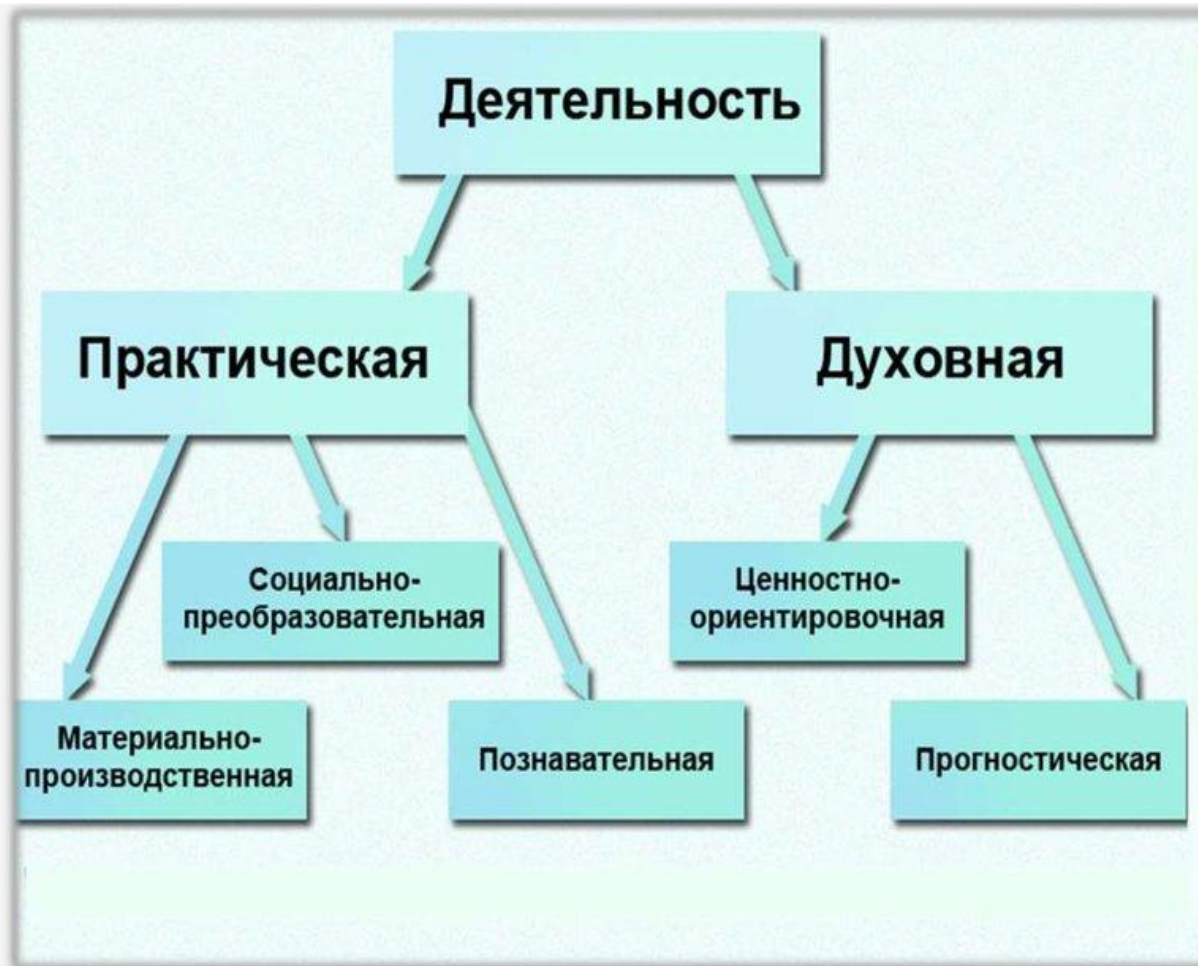 Деятельность
Практическая
Духовная
Социально-
преобразовательная
Ценностно-
ориентировочная
Материально-
производственная
Познавательная
Прогностическая